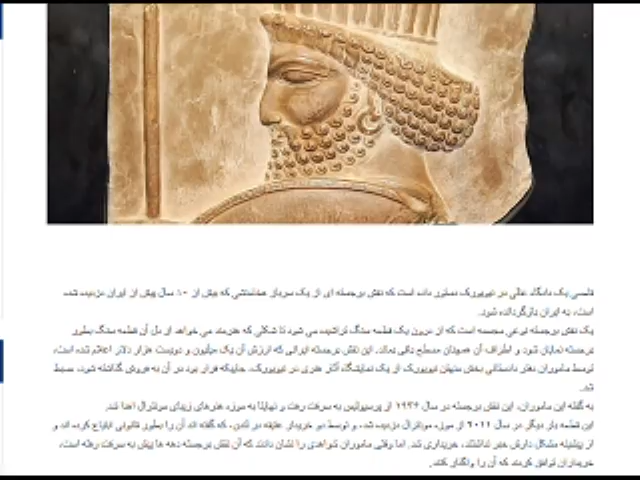 قاضی یک دادگاه عالی در نیویورک دستور داده است که نقش برجسته ای از یک سرباز هخامنشی که بیش از ۸۰ سال پیش از ایران دزدیده شده
است، به ایران بازگردانده شود.
یک نقش برجسته نوعی مجسمه است که از درون یک قطعه سنگ تراشیده می شود تا شکلی که هنرمند می خواهد از دل آن قطعه سنگ بطور
برجسته نمایان شود و اطراف آن همچنان مسطح باقی بماند. این نقش برجسته ایرانی که ارزش آن یک میلیون و دویست هزار دلار اعلام شده است،
توسط ماموران دفتر دادستانی بخش منهتن نیویورک از یک نمایشگاه آثار هنری در نیویورک، جاییکه قرار بود در آن به فروش گذاشته شود، ضبط
شد.
به گفته این ماموران، این نقش برجسته در سال ۱۹۳۶ از پرسپولیس به سرقت رفت و نهایتا به موزه هنرهای زیبای مونترال اهدا شد.
این قطعه بار دیگر در سال ۲۰۱۱ از موزه مونترال دزدیده شد، و توسط دو خریدار عتیقه در لندن، که گفته اند آن را بطور قانونی ابتیاع کرده اند و
از پیشینه مشکل دارش خبر نداشتند، خریداری شد. اما وقتی ماموران شواهدی را نشان دادند که آن نقش برجسته دهه ها پیش به سرقت رفته است،
خریداران توافق کردند که آن را واگذار کنند.